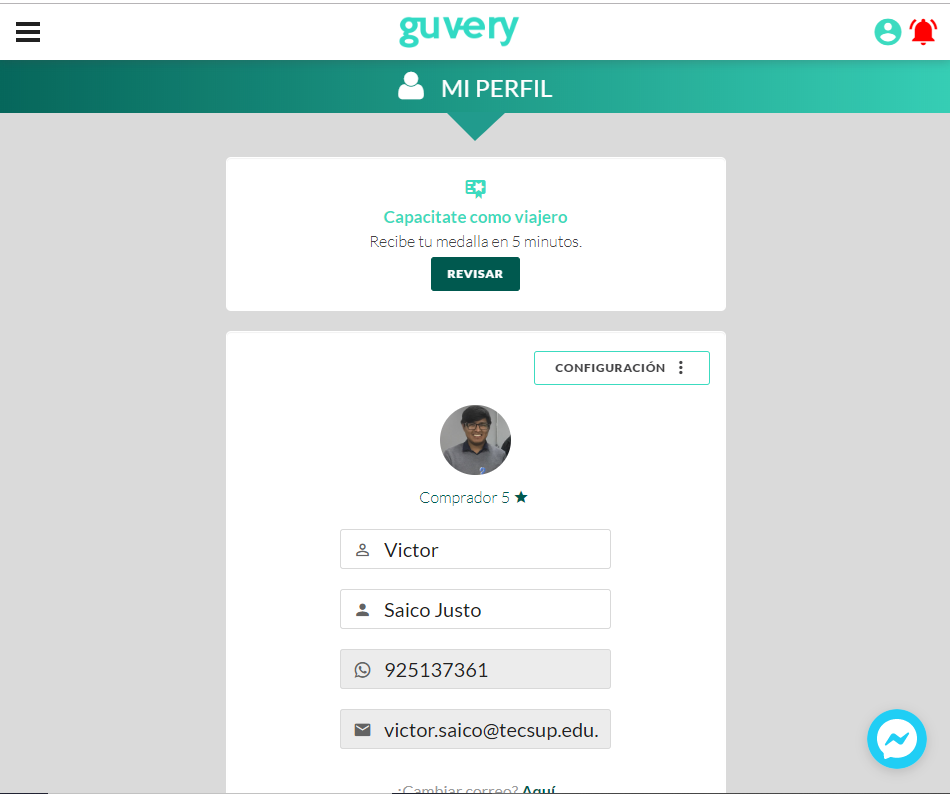 guvery
MI PERFIL
Capacitate como viajero
Recibe tu medalla en 5 minutos.
REVISAR
CONFIGURACIÓN
Comprador 5 ★
Victor
Saico Justo
925137361
victor.saico@tecsup.edu.
¿Cambiar correo? Aquí